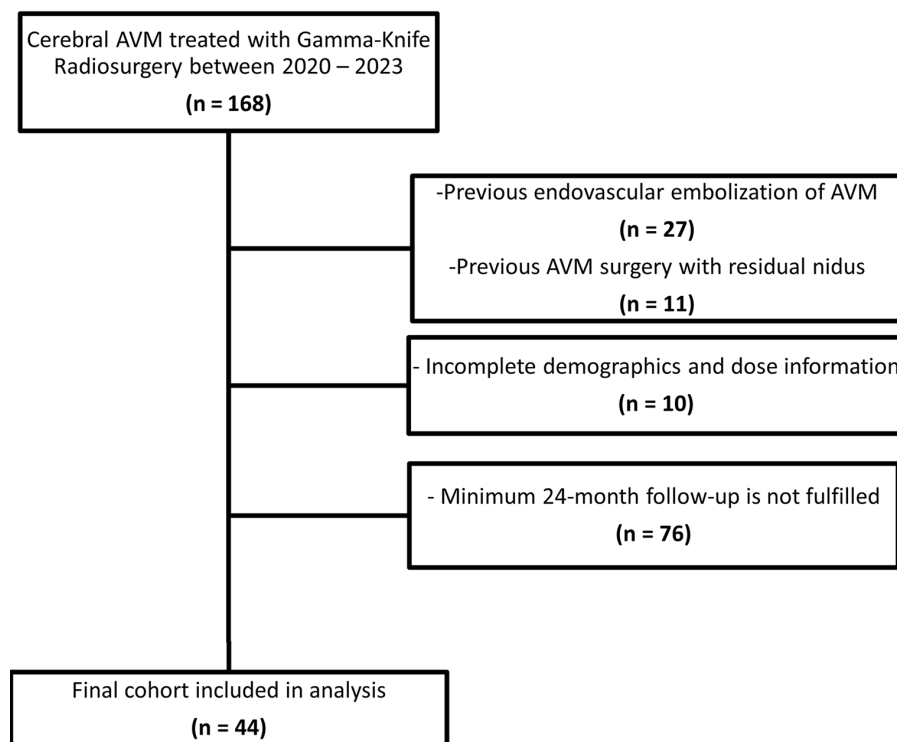 Cerebral AVM treated with Gamma-Knife
Radiosurgery between 2020 – 2023
(n = 168)
-Previous endovascular embolization of AVM
(n = 27)
-Previous AVM surgery with residual nidus
(n = 11)
- Incomplete demographics and dose information
(n = 10)
- Minimum 24-month follow-up is not fulfilled
(n = 76)
Final cohort included in analysis
(n = 44)